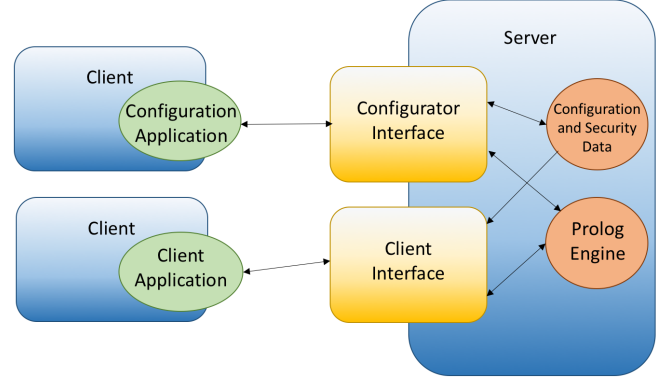 Server
Client
Configuration
Application
Configurator
Interface
Configuration
and Security
Data
Client
Client
Application
Client
Interface
Prolog
Engine